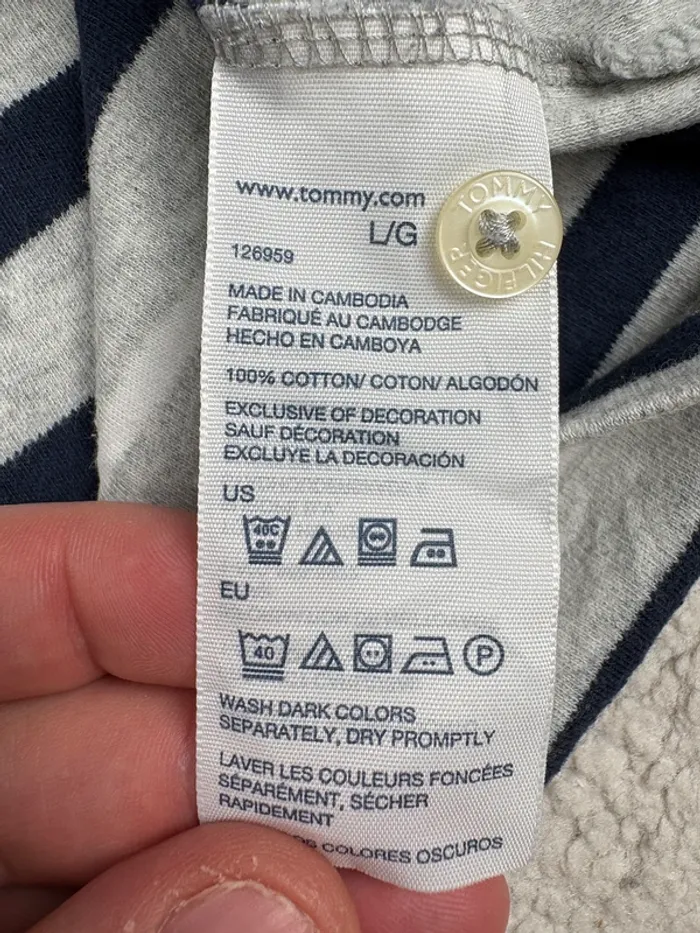 www.tommy.com
L/G
TOMMY HILFIGER
126959
MADE IN CAMBODIA
FABRIQUÉ AU CAMBODGE
HECHO EN CAMBOYA
100% COTTON/ COTON/ ALGODÓN
EXCLUSIVE OF DECORATION
SAUF DÉCORATION
EXCLUYE LA DECORACIÓN
US
40C
EU
40 P
WASH DARK COLORS
SEPARATELY, DRY PROMPTLY
LAVER LES COULEURS FONCÉES
SÉPARÉMENT, SÉCHER
RAPIDEMENT
COLORES OSCUROS